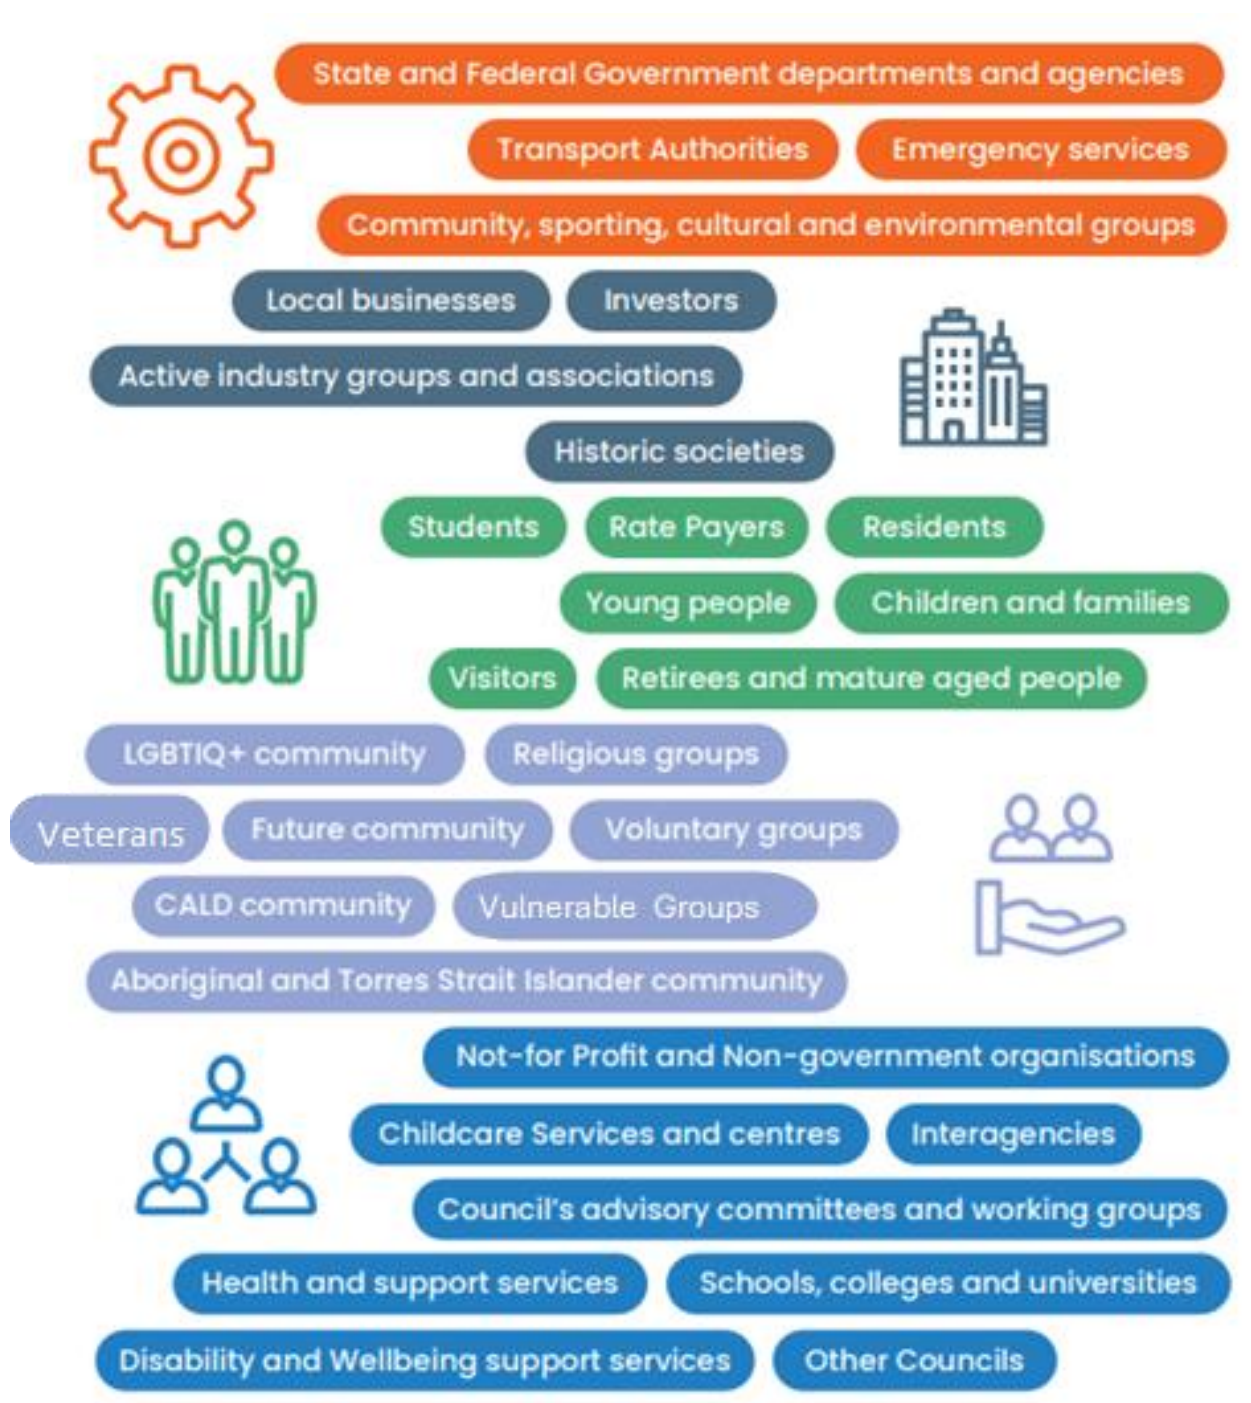 State and Federal Government departments and agencies
Transport Authorities
Emergency services
Community, sporting, cultural and environmental groups
Local businesses
Investors
Active industry groups and associations
Historic societies
Students
Rate Payers
Residents
Young people
Children and families
Visitors
Retirees and mature aged people
LGBTIQ+ community
Religious groups
Veterans
Future community
Voluntary groups
CALD community
Vulnerable Groups
Aboriginal and Torres Strait Islander community
Not-for Profit and Non-government organisations
Childcare Services and centres
Interagencies
Council's advisory committees and working groups
Health and support services
Schools, colleges and universities
Disability and Wellbeing support services
Other Councils